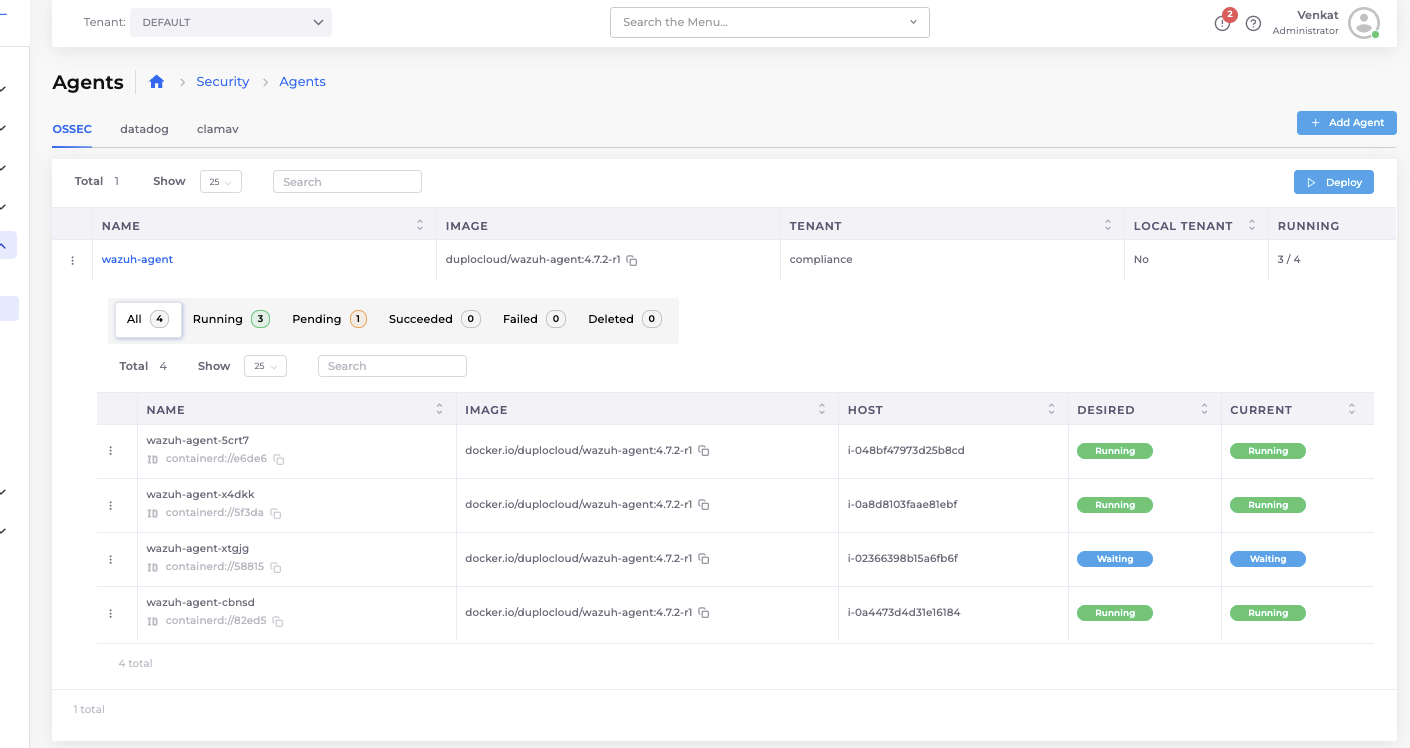 Tenant: DEFAULT Search the Menu... 2 Venkat
Administrator
Agents Security Agents
OSSEC datadog clamav + Add Agent
Total 1 Show 25 Search Deploy
NAME IMAGE TENANT LOCAL TENANT RUNNING
wazuh-agent duplocloud/wazuh-agent:4.7.2-r1 compliance No 3 / 4
All 4 Running 3 Pending 1 Succeeded 0 Failed 0 Deleted 0
Total 4 Show 25 Search
NAME IMAGE HOST DESIRED CURRENT
wazuh-agent-5crt7
ID containerd://e6de6 docker.io/duplocloud/wazuh-agent:4.7.2-r1 i-048bf47973d25b8cd Running Running
wazuh-agent-x4dkk
ID containerd://5f3da docker.io/duplocloud/wazuh-agent:4.7.2-r1 i-0a8d8103faae81ebf Running Running
wazuh-agent-xtgjg
ID containerd://58815 docker.io/duplocloud/wazuh-agent:4.7.2-r1 i-02366398b15a6fb6f Waiting Waiting
wazuh-agent-cbnsd
ID containerd://82ed5 docker.io/duplocloud/wazuh-agent:4.7.2-r1 i-0a4473d4d31e16184 Running Running
4 total
1 total